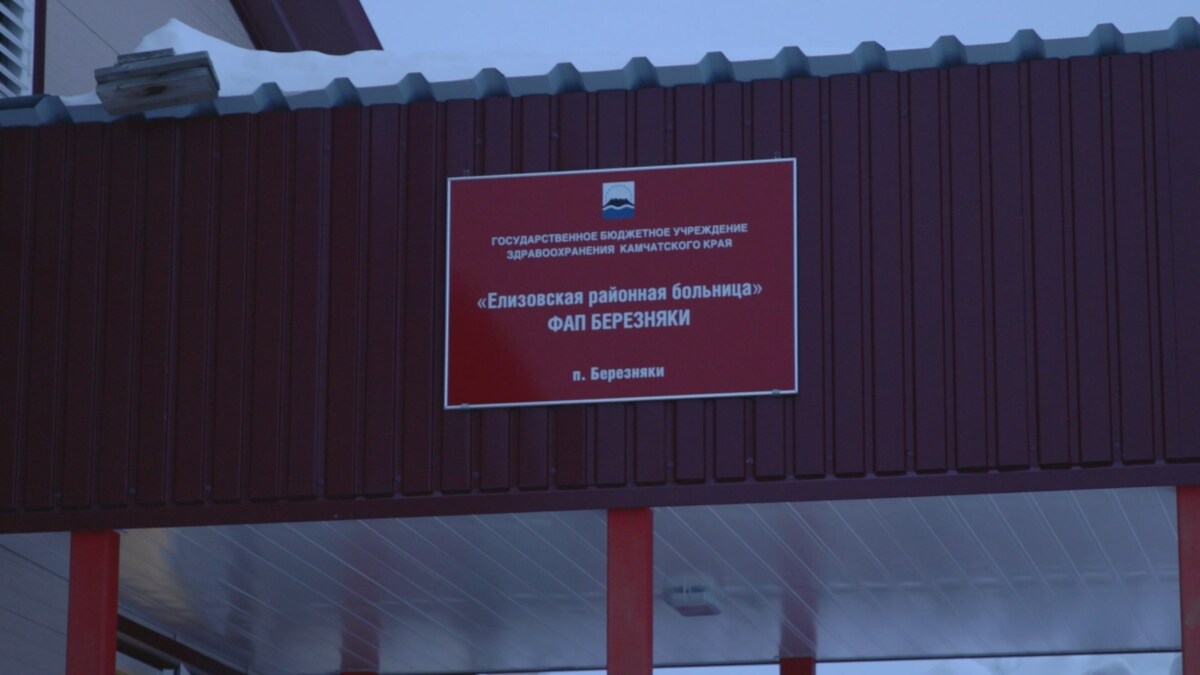 ГОСУДАРСТВЕННОЕ БЮДЖЕТНОЕ УЧРЕЖДЕНИЕ
ЗДРАВООХРАНЕНИЯ КАМЧАТСКОГО КРАЯ
«Елизовская районная больница»
ФАП БЕРЕЗНЯКИ
п. Березняки